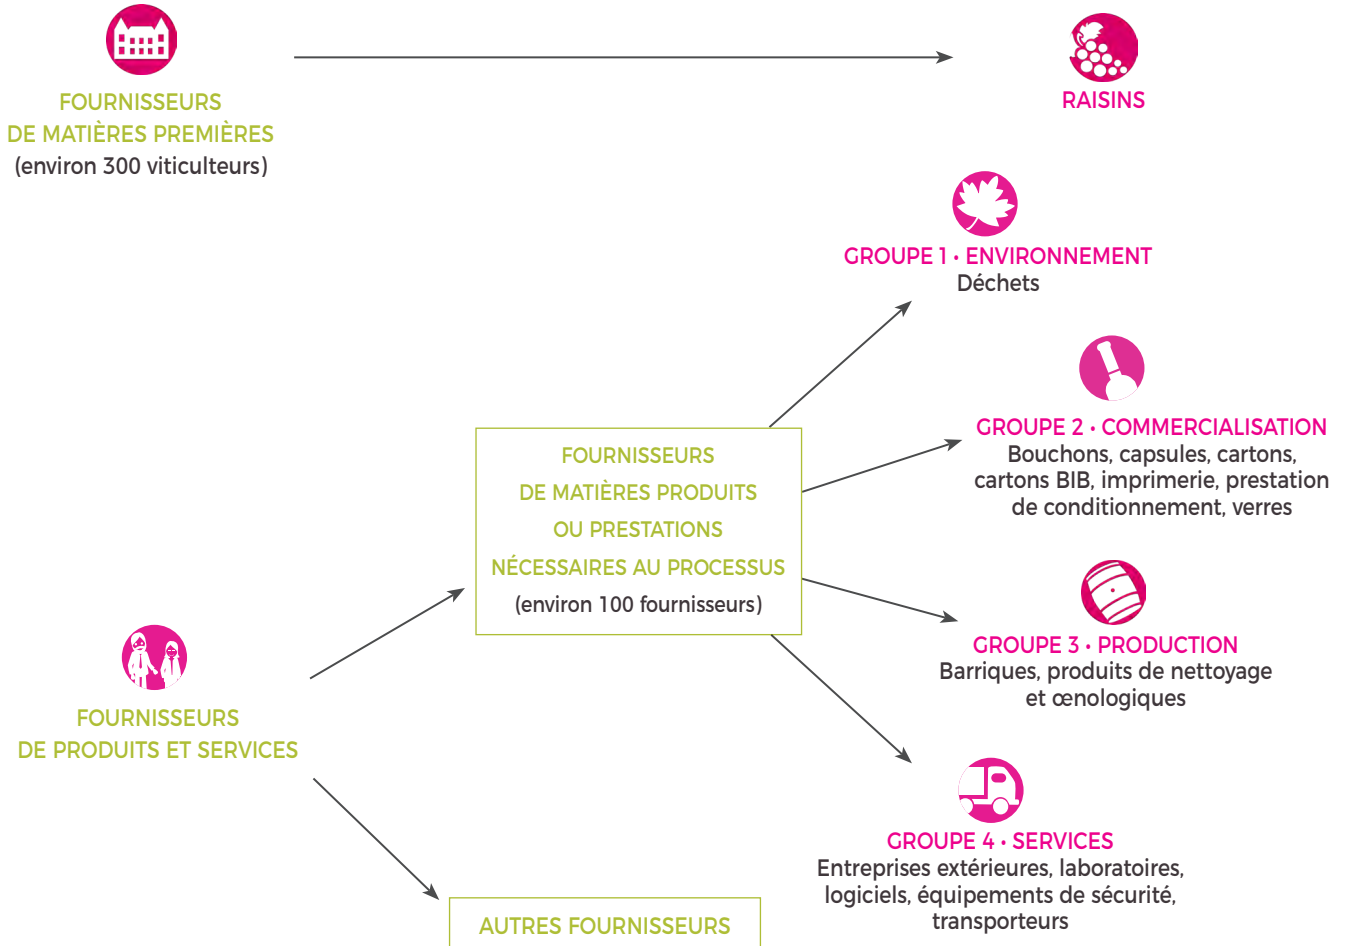 FOURNISSEURS
DE MATIÈRES PREMIÈRES
(environ 300 viticulteurs)
RAISINS
GROUPE 1 • ENVIRONNEMENT
Déchets
GROUPE 2 • COMMERCIALISATION
Bouchons, capsules, cartons,
cartons BIB, imprimerie, prestation
de conditionnement, verres
FOURNISSEURS
DE MATIÈRES PRODUITS
OU PRESTATIONS
NÉCESSAIRES AU PROCESSUS
(environ 100 fournisseurs)
GROUPE 3 • PRODUCTION
Barriques, produits de nettoyage
et œnologiques
FOURNISSEURS
DE PRODUITS ET SERVICES
GROUPE 4 • SERVICES
Entreprises extérieures, laboratoires,
logiciels, équipements de sécurité,
transporteurs
AUTRES FOURNISSEURS